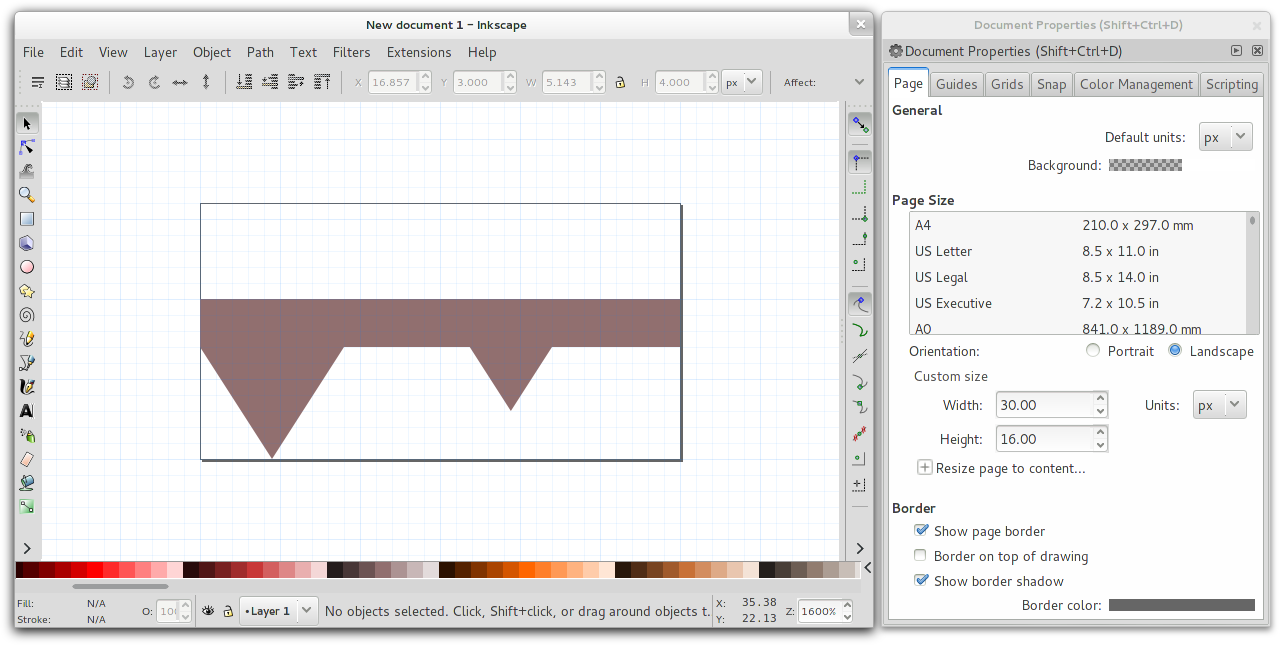 New document 1 - Inkscape
File Edit View Layer Object Path Text Filters Extensions Help
X 16.857 Y 3.000 W 5.143 H 4.000 px Affect:
Fill: N/A
Stroke: N/A
O:
•Layer 1
No objects selected. Click, Shift+click, or drag around objects t.
X: 35.38
Y: 22.13
Z: 1600%
Document Properties (Shift+Ctrl+D)
Document Properties (Shift+Ctrl+D)
Page Guides Grids Snap Color Management Scripting
General
Default units: px
Background:
Page Size
A4 210.0 x 297.0 mm
US Letter 8.5 x 11.0 in
US Legal 8.5 x 14.0 in
US Executive 7.2 x 10.5 in
A0 841.0 x 1189.0 mm
Orientation: Portrait Landscape
Custom size
Width: 30.00 Units: px
Height: 16.00
Resize page to content...
Border
Show page border
Border on top of drawing
Show border shadow
Border color: